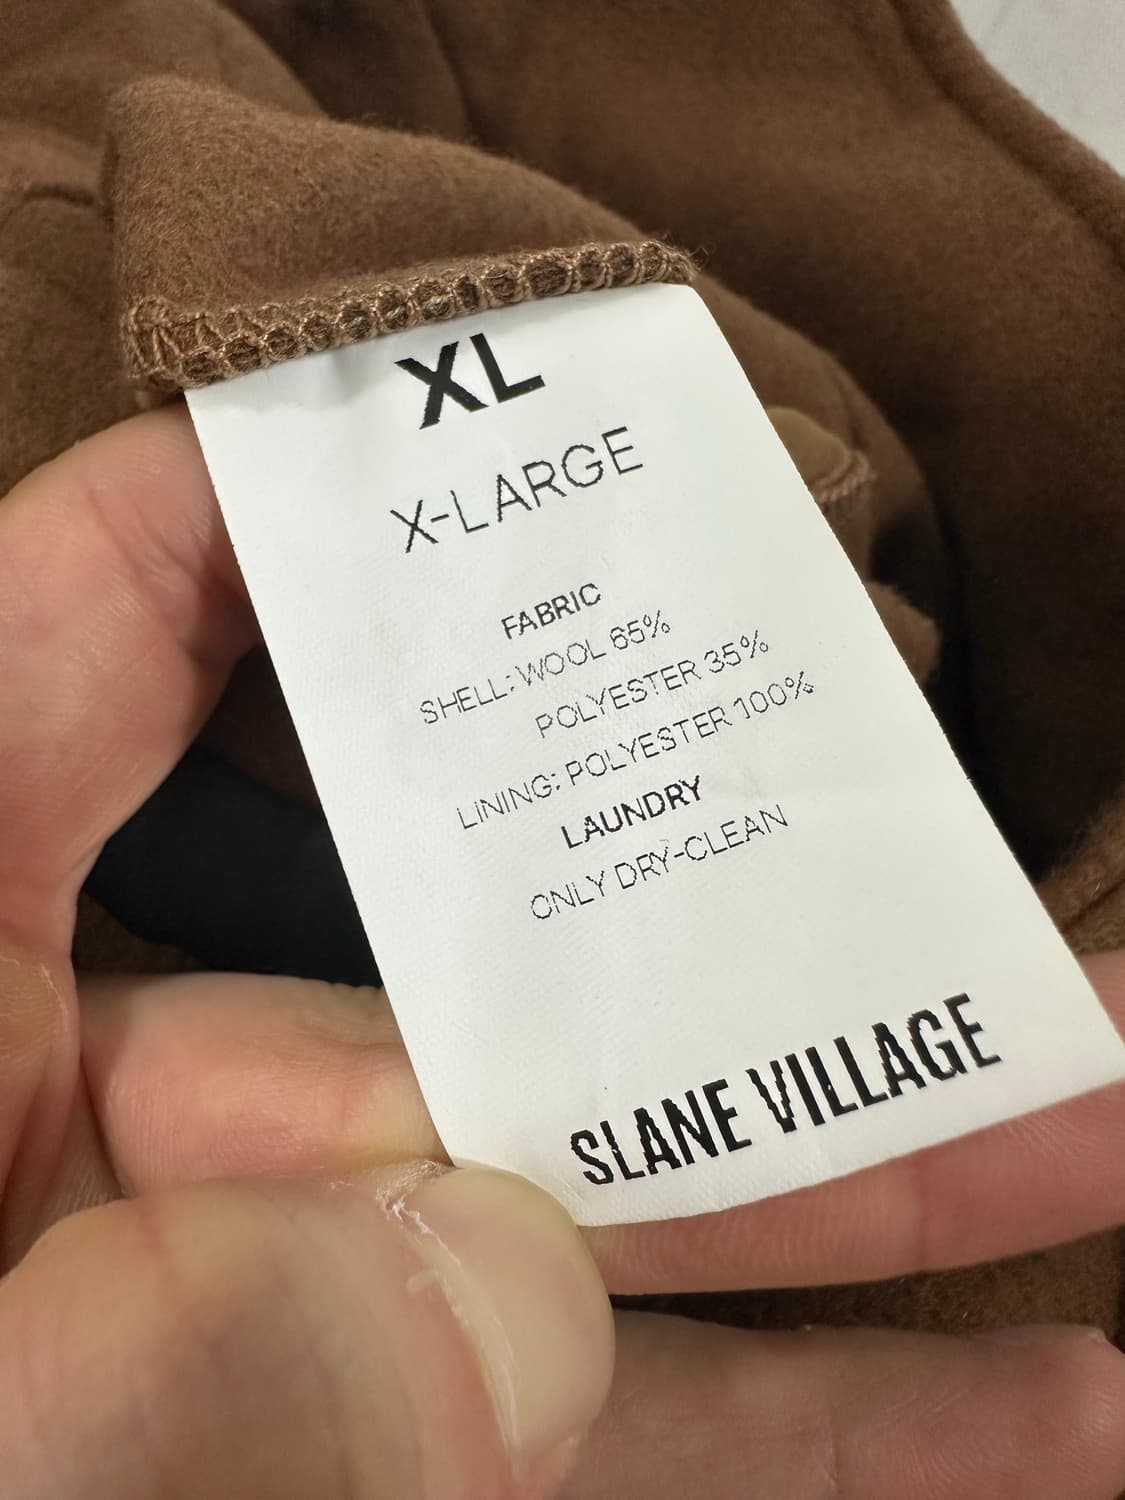 XL
X-LARGE
FABRIC
SHELL: WOOL 65%
POLYESTER 35%
LINING: POLYESTER 100%
LAUNDRY
ONLY DRY-CLEAN
SLANE VILLAGE